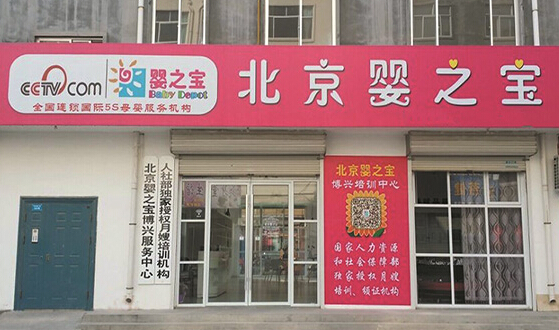 CCTV.com 婴之宝
Baby Depot
全国连锁国际5S母婴服务机构
北京婴之宝
人社部独家授权月嫂培训机构
北京婴之宝博兴服务中心
北京婴之宝
博兴培训中心
国家人力资源
和社会保障部
独家授权月嫂
培训、颁证机构